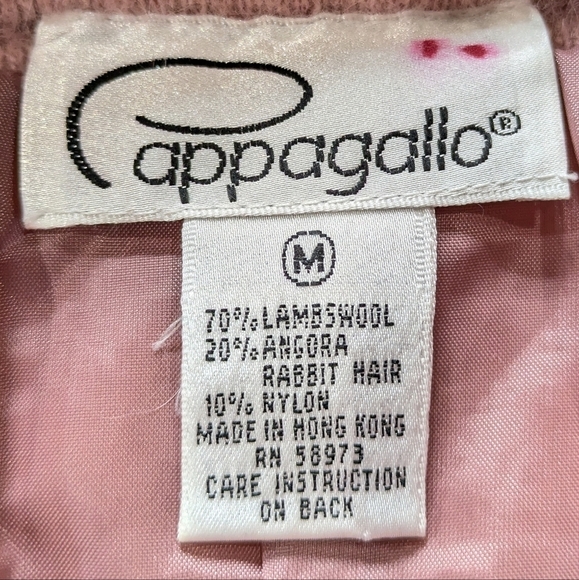 Pappagallo®
M
70% LAMBSWOOL
20% ANGORA
RABBIT HAIR
10% NYLON
MADE IN HONG KONG
RN 58973
CARE INSTRUCTION
ON BACK